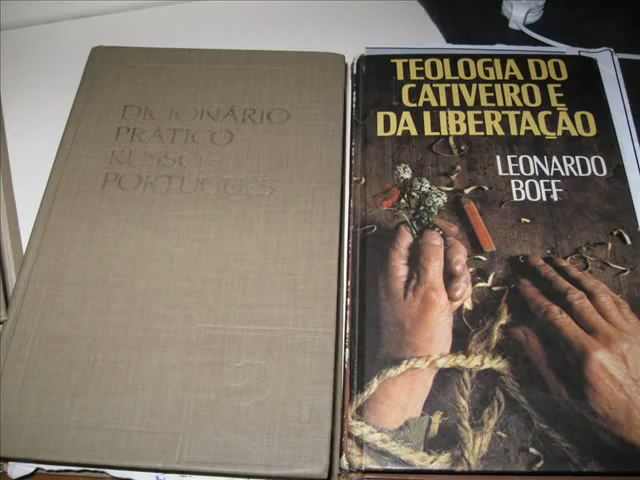 DICIONÁRIO
PRÁTICO
RUSSO-
PORTUGUÊS
TEOLOGIA DO
CATIVEIRO E
DA LIBERTAÇÃO
LEONARDO
BOFF